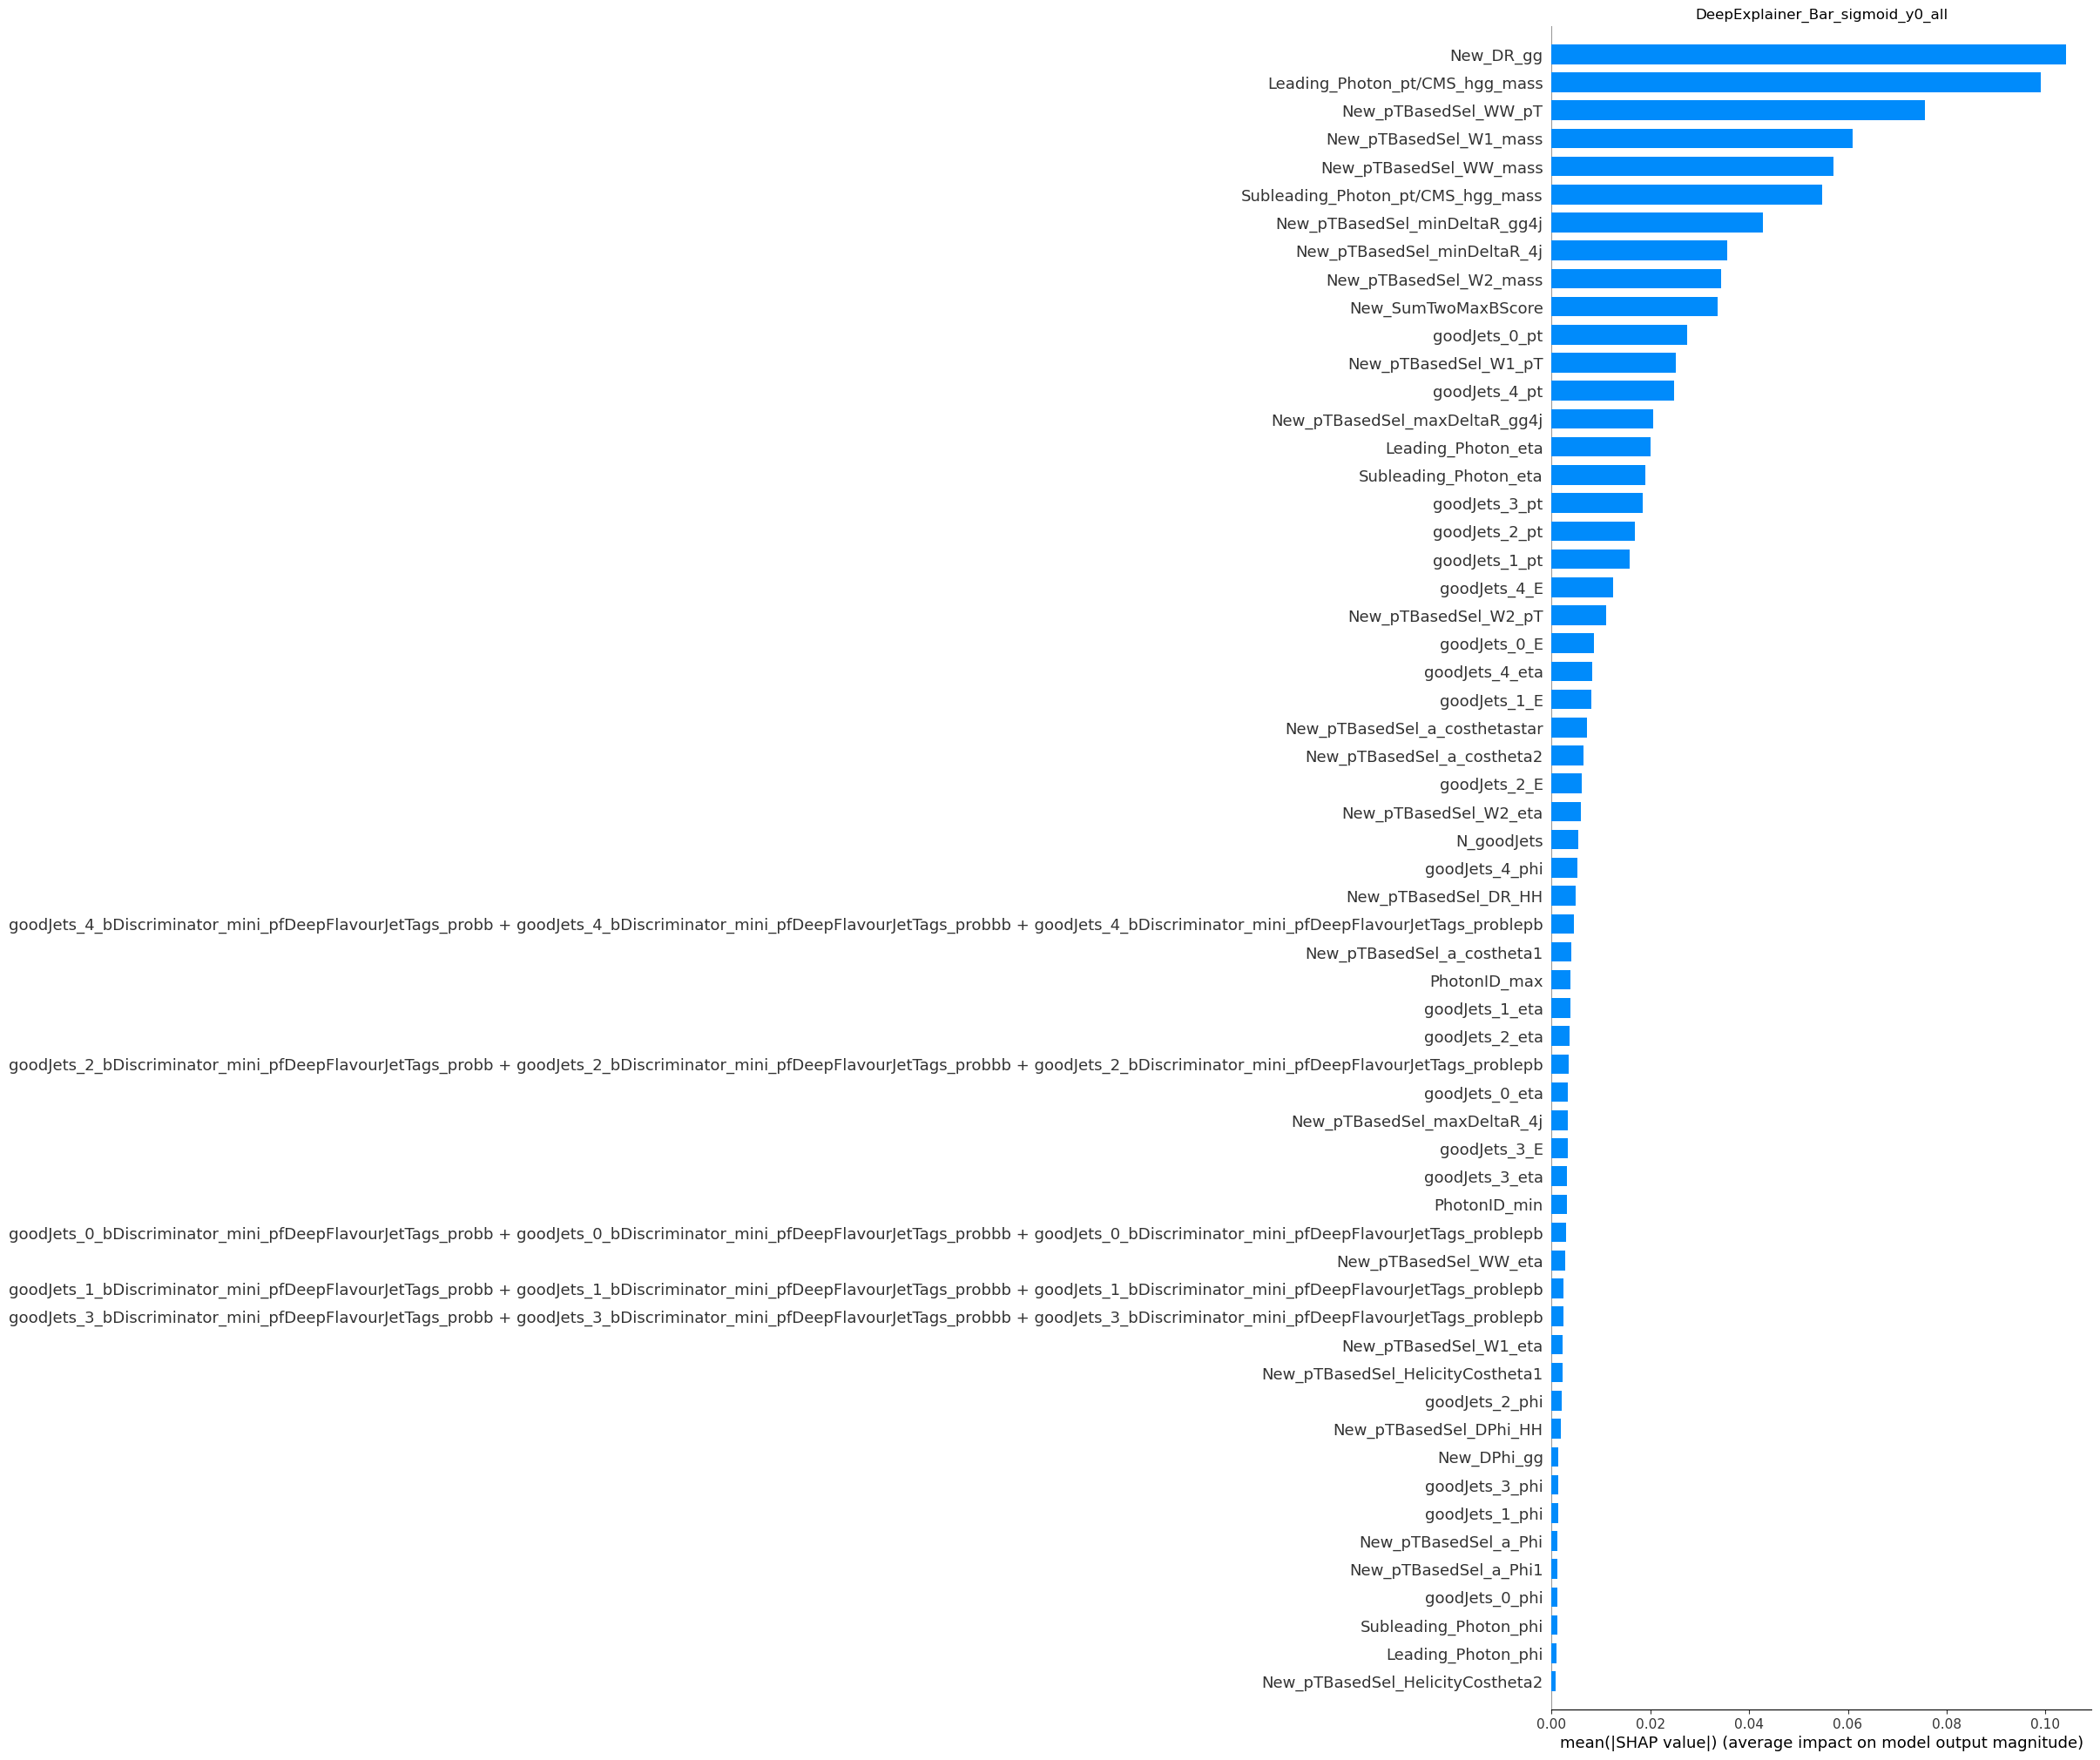 DeepExplainer_Bar_sigmoid_y0_all
New_DR_gg
Leading_Photon_pt/CMS_hgg_mass
New_pTBasedSel_WW_pT
New_pTBasedSel_W1_mass
New_pTBasedSel_WW_mass
Subleading_Photon_pt/CMS_hgg_mass
New_pTBasedSel_minDeltaR_gg4j
New_pTBasedSel_minDeltaR_4j
New_pTBasedSel_W2_mass
New_SumTwoMaxBScore
goodJets_0_pt
New_pTBasedSel_W1_pT
goodJets_4_pt
New_pTBasedSel_maxDeltaR_gg4j
Leading_Photon_eta
Subleading_Photon_eta
goodJets_3_pt
goodJets_2_pt
goodJets_1_pt
goodJets_4_E
New_pTBasedSel_W2_pT
goodJets_0_E
goodJets_4_eta
goodJets_1_E
New_pTBasedSel_a_costhetastar
New_pTBasedSel_a_costheta2
goodJets_2_E
New_pTBasedSel_W2_eta
N_goodJets
goodJets_4_phi
New_pTBasedSel_DR_HH
goodJets_4_bDiscriminator_mini_pfDeepFlavourJetTags_probb + goodJets_4_bDiscriminator_mini_pfDeepFlavourJetTags_probbb + goodJets_4_bDiscriminator_mini_pfDeepFlavourJetTags_problepb
New_pTBasedSel_a_costheta1
PhotonID_max
goodJets_1_eta
goodJets_2_eta
goodJets_2_bDiscriminator_mini_pfDeepFlavourJetTags_probb + goodJets_2_bDiscriminator_mini_pfDeepFlavourJetTags_probbb + goodJets_2_bDiscriminator_mini_pfDeepFlavourJetTags_problepb
goodJets_0_eta
New_pTBasedSel_maxDeltaR_4j
goodJets_3_E
goodJets_3_eta
PhotonID_min
goodJets_0_bDiscriminator_mini_pfDeepFlavourJetTags_probb + goodJets_0_bDiscriminator_mini_pfDeepFlavourJetTags_probbb + goodJets_0_bDiscriminator_mini_pfDeepFlavourJetTags_problepb
New_pTBasedSel_WW_eta
goodJets_1_bDiscriminator_mini_pfDeepFlavourJetTags_probb + goodJets_1_bDiscriminator_mini_pfDeepFlavourJetTags_probbb + goodJets_1_bDiscriminator_mini_pfDeepFlavourJetTags_problepb
goodJets_3_bDiscriminator_mini_pfDeepFlavourJetTags_probb + goodJets_3_bDiscriminator_mini_pfDeepFlavourJetTags_probbb + goodJets_3_bDiscriminator_mini_pfDeepFlavourJetTags_problepb
New_pTBasedSel_W1_eta
New_pTBasedSel_HelicityCostheta1
goodJets_2_phi
New_pTBasedSel_DPhi_HH
New_DPhi_gg
goodJets_3_phi
goodJets_1_phi
New_pTBasedSel_a_Phi
New_pTBasedSel_a_Phi1
goodJets_0_phi
Subleading_Photon_phi
Leading_Photon_phi
New_pTBasedSel_HelicityCostheta2
0.00 0.02 0.04 0.06 0.08 0.10
mean(|SHAP value|) (average impact on model output magnitude)